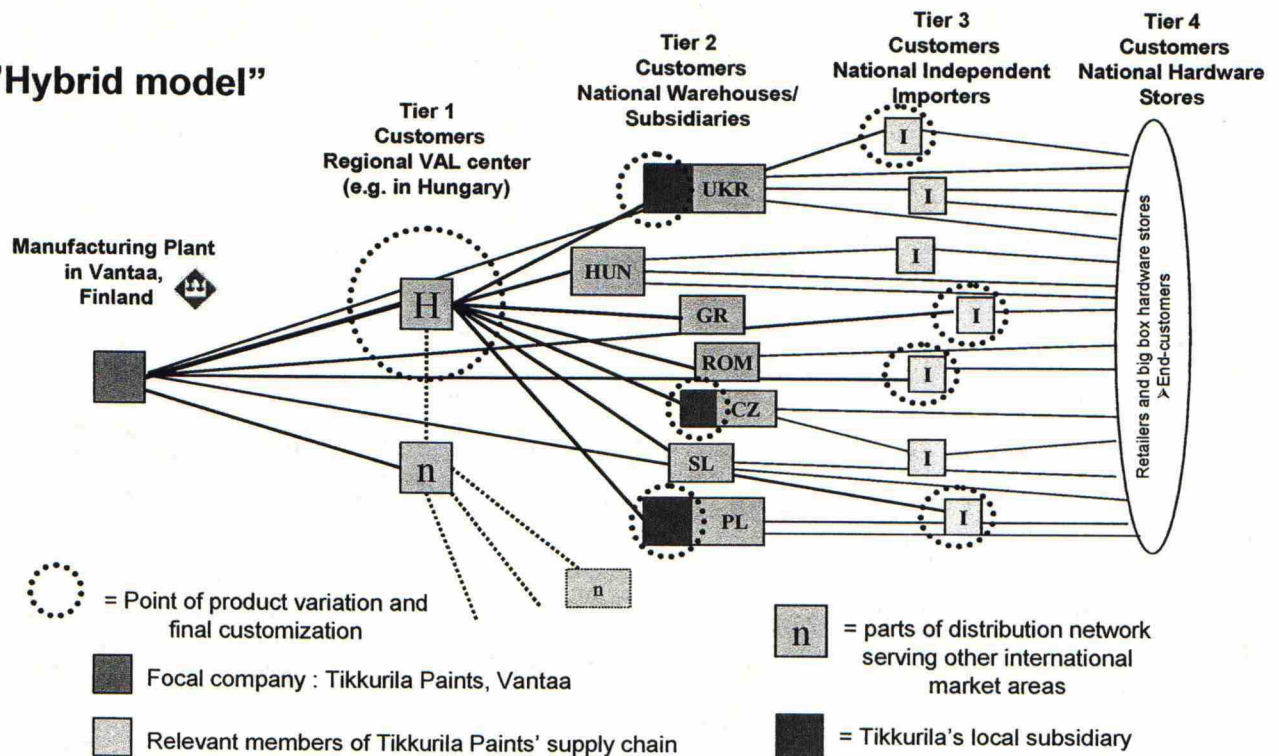 "Hybrid model"
Manufacturing Plant
in Vantaa,
Finland
Tier 1
Customers
Regional VAL center
(e.g. in Hungary)
Tier 2
Customers
National Warehouses/
Subsidiaries
Tier 3
Customers
National Independent
Importers
Tier 4
Customers
National Hardware
Stores
H
n
n
UKR
HUN
GR
ROM
CZ
SL
PL
I
I
I
I
I
I
I
Retailers and big box hardware stores
➢End-customers
= Point of product variation and
final customization
Focal company : Tikkurila Paints, Vantaa
Relevant members of Tikkurila Paints' supply chain
n
= parts of distribution network
serving other international
market areas
= Tikkurila's local subsidiary